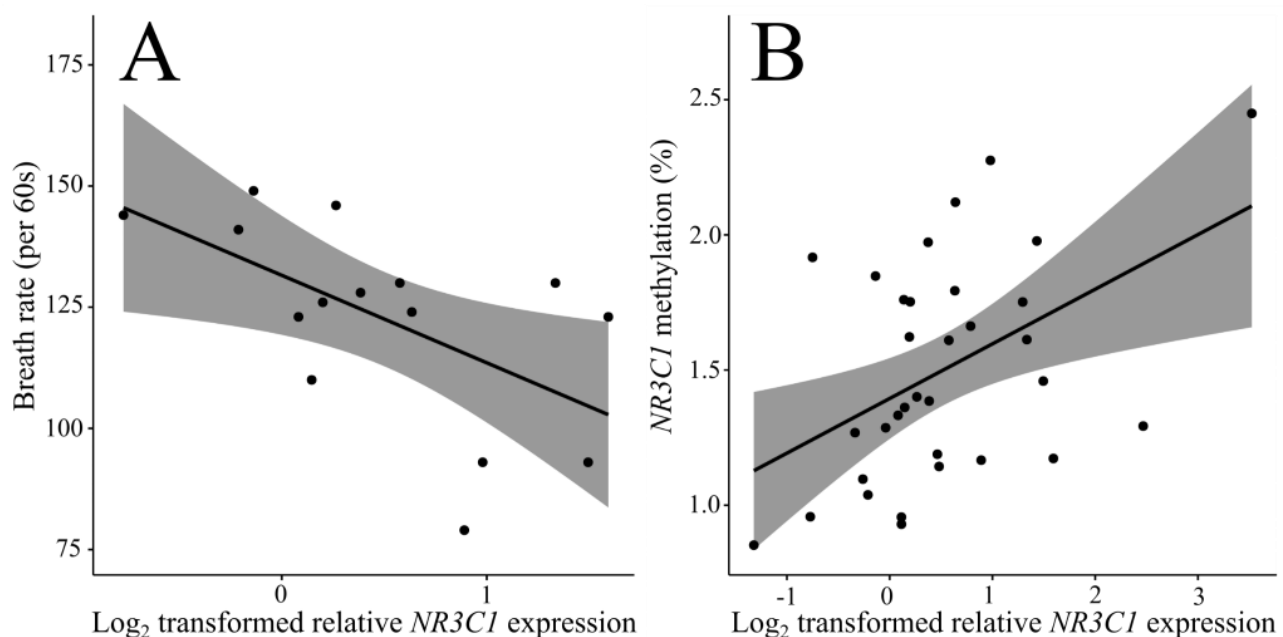 A
Breath rate (per 60s)
175
150
125
100
75
0
1
Log₂ transformed relative NR3C1 expression
B
NR3C1 methylation (%)
2.5
2.0
1.5
1.0
-1
0
1
2
3
Log₂ transformed relative NR3C1 expression